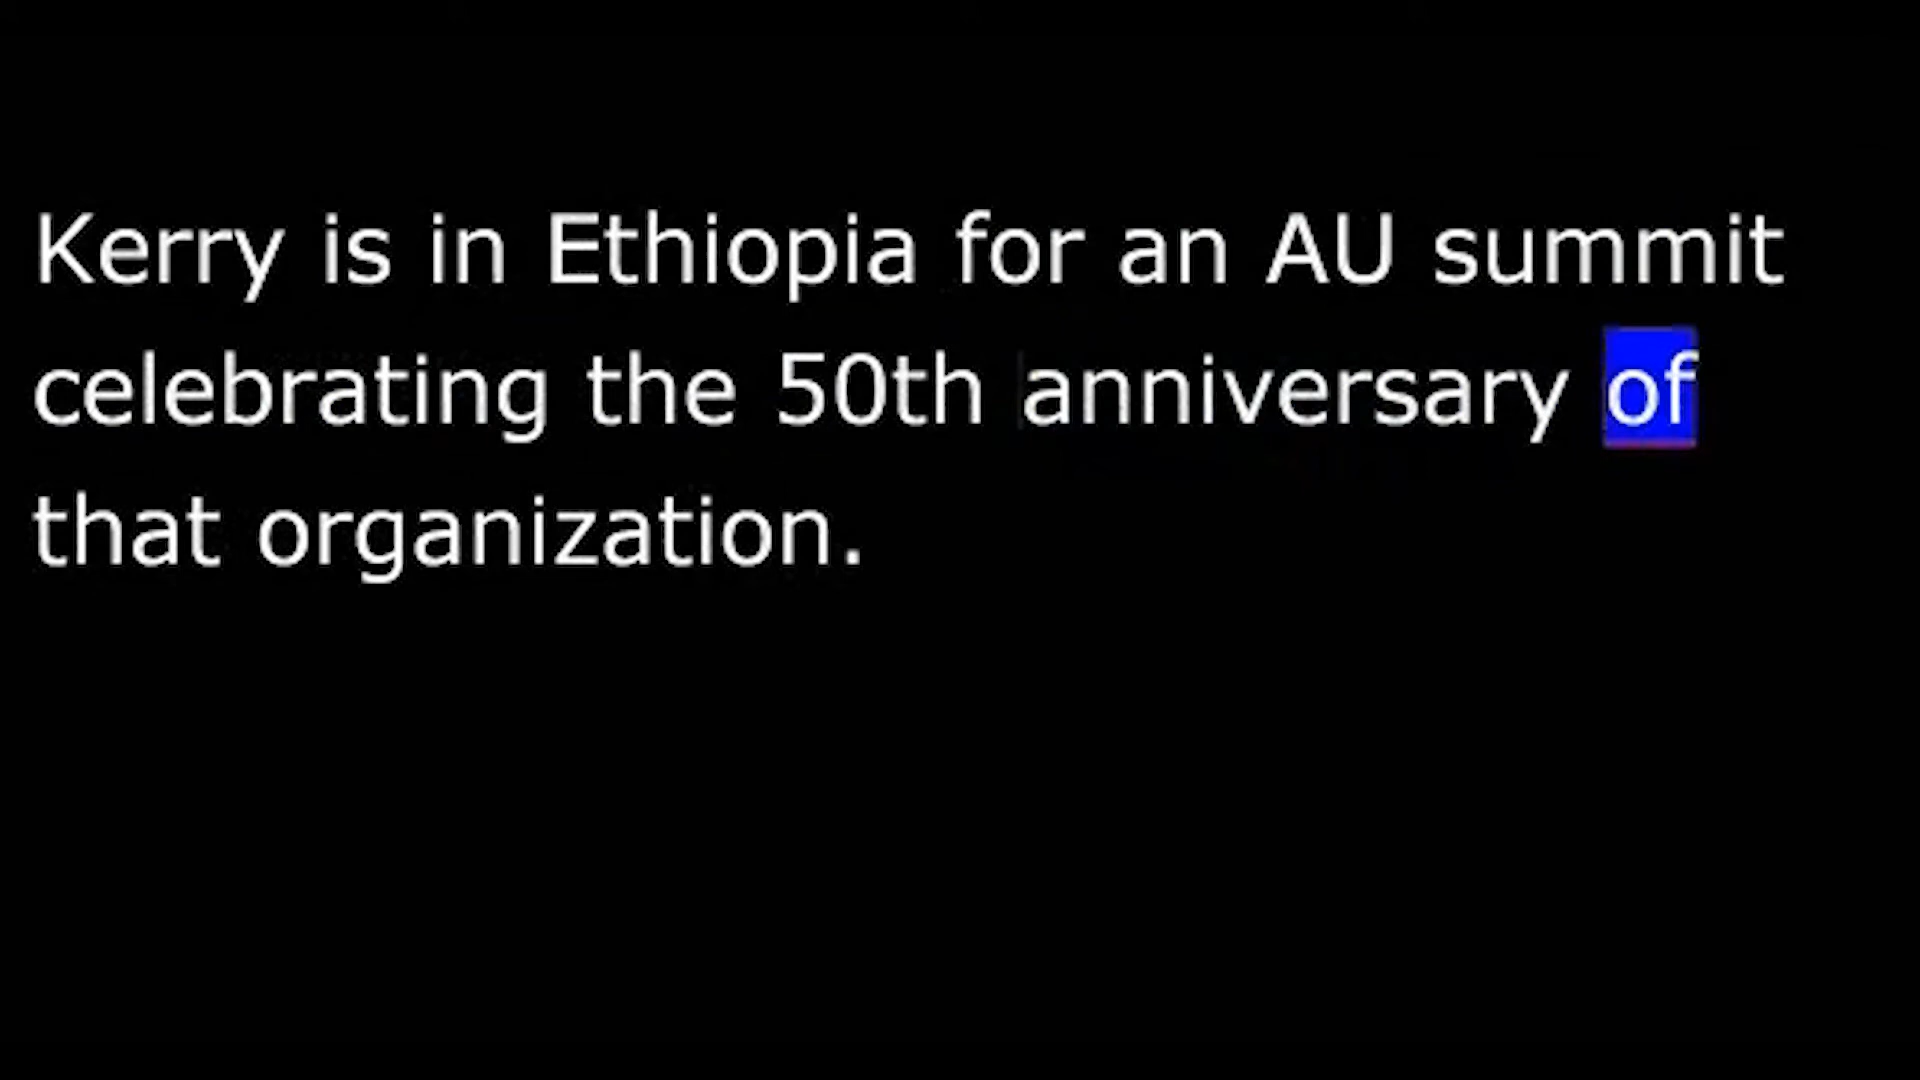 Kerry is in Ethiopia for an AU summit
celebrating the 50th anniversary of
that organization.